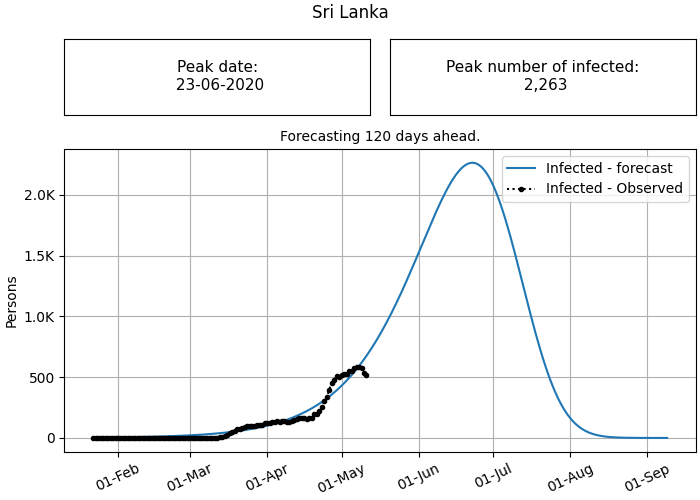 Sri Lanka
Peak date:
23-06-2020
Peak number of infected:
2,263
Forecasting 120 days ahead.
Infected - forecast
Infected - Observed
Persons
2.0K
1.5K
1.0K
500
0
01-Feb
01-Mar
01-Apr
01-May
01-Jun
01-Jul
01-Aug
01-Sep